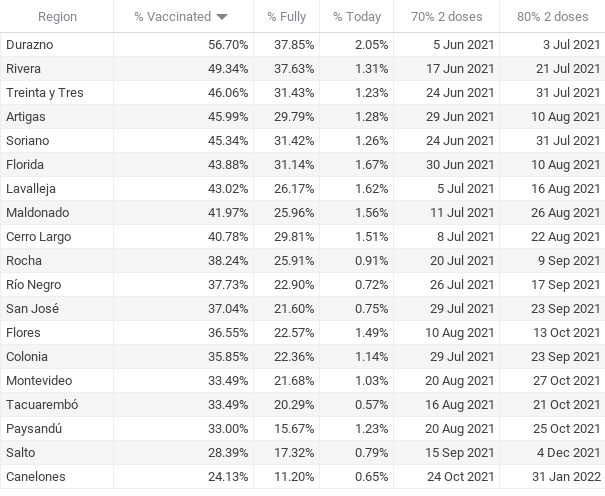 Region % Vaccinated % Fully % Today 70% 2 doses 80% 2 doses
Durazno 56.70% 37.85% 2.05% 5 Jun 2021 3 Jul 2021
Rivera 49.34% 37.63% 1.31% 17 Jun 2021 21 Jul 2021
Treinta y Tres 46.06% 31.43% 1.23% 24 Jun 2021 31 Jul 2021
Artigas 45.99% 29.79% 1.28% 29 Jun 2021 10 Aug 2021
Soriano 45.34% 31.42% 1.26% 24 Jun 2021 31 Jul 2021
Florida 43.88% 31.14% 1.67% 30 Jun 2021 10 Aug 2021
Lavalleja 43.02% 26.17% 1.62% 5 Jul 2021 16 Aug 2021
Maldonado 41.97% 25.96% 1.56% 11 Jul 2021 26 Aug 2021
Cerro Largo 40.78% 29.81% 1.51% 8 Jul 2021 22 Aug 2021
Rocha 38.24% 25.91% 0.91% 20 Jul 2021 9 Sep 2021
Río Negro 37.73% 22.90% 0.72% 26 Jul 2021 17 Sep 2021
San José 37.04% 21.60% 0.75% 29 Jul 2021 23 Sep 2021
Flores 36.55% 22.57% 1.49% 10 Aug 2021 13 Oct 2021
Colonia 35.85% 22.36% 1.14% 29 Jul 2021 23 Sep 2021
Montevideo 33.49% 21.68% 1.03% 20 Aug 2021 27 Oct 2021
Tacuarembó 33.49% 20.29% 0.57% 16 Aug 2021 21 Oct 2021
Paysandú 33.00% 15.67% 1.23% 20 Aug 2021 25 Oct 2021
Salto 28.39% 17.32% 0.79% 15 Sep 2021 4 Dec 2021
Canelones 24.13% 11.20% 0.65% 24 Oct 2021 31 Jan 2022